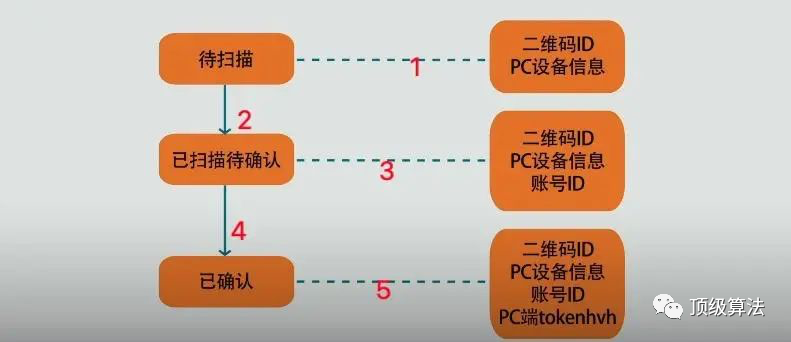 待扫描
1
二维码ID
PC设备信息
2
已扫描待确认
3
二维码ID
PC设备信息
账号ID
4
已确认
5
二维码ID
PC设备信息
账号ID
PC端tokenhvh
顶级算法